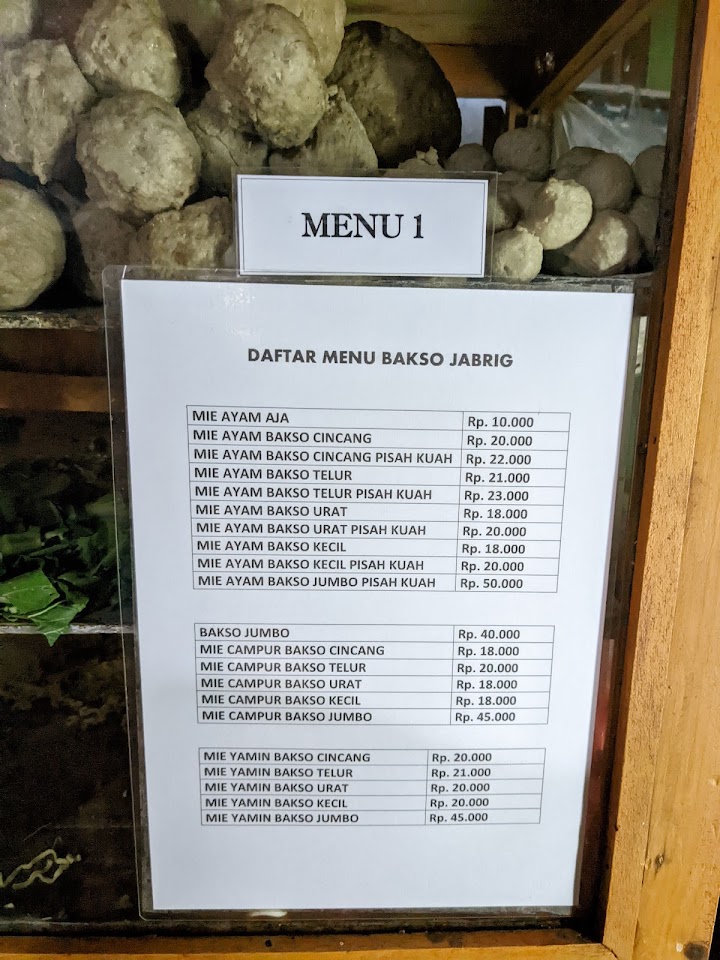 MENU 1
DAFTAR MENU BAKSO JABRIG
MIE AYAM AJA Rp. 10.000
MIE AYAM BAKSO CINCANG Rp. 20.000
MIE AYAM BAKSO CINCANG PISAH KUAH Rp. 22.000
MIE AYAM BAKSO TELUR Rp. 21.000
MIE AYAM BAKSO TELUR PISAH KUAH Rp. 23.000
MIE AYAM BAKSO URAT Rp. 18.000
MIE AYAM BAKSO URAT PISAH KUAH Rp. 20.000
MIE AYAM BAKSO KECIL Rp. 18.000
MIE AYAM BAKSO KECIL PISAH KUAH Rp. 20.000
MIE AYAM BAKSO JUMBO PISAH KUAH Rp. 50.000
BAKSO JUMBO Rp. 40.000
MIE CAMPUR BAKSO CINCANG Rp. 18.000
MIE CAMPUR BAKSO TELUR Rp. 20.000
MIE CAMPUR BAKSO URAT Rp. 18.000
MIE CAMPUR BAKSO KECIL Rp. 18.000
MIE CAMPUR BAKSO JUMBO Rp. 45.000
MIE YAMIN BAKSO CINCANG Rp. 20.000
MIE YAMIN BAKSO TELUR Rp. 21.000
MIE YAMIN BAKSO URAT Rp. 20.000
MIE YAMIN BAKSO KECIL Rp. 20.000
MIE YAMIN BAKSO JUMBO Rp. 45.000